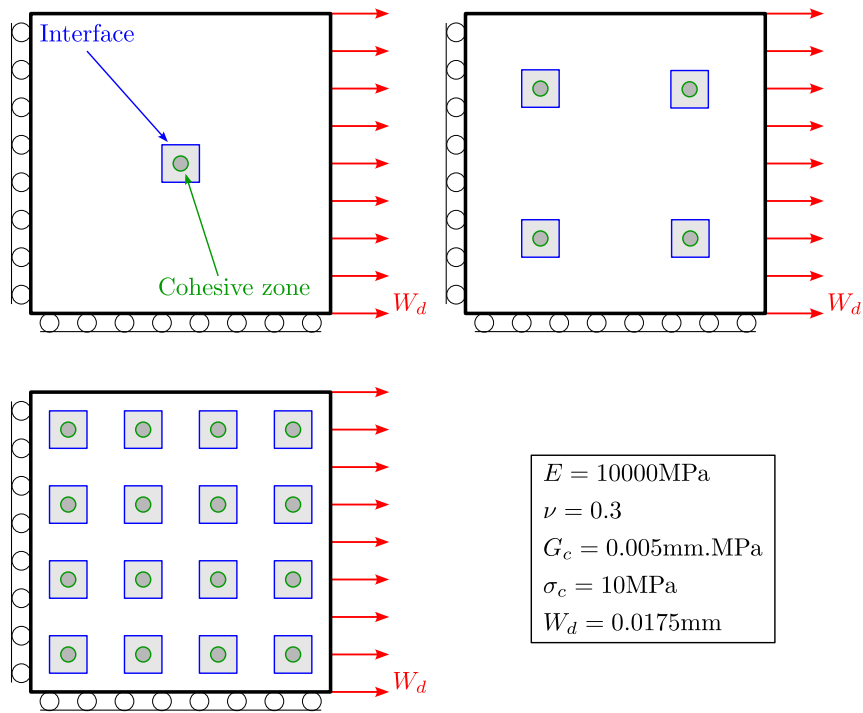 Interface
Cohesive zone
W_d
W_d
W_d
E = 10000MPa
ν = 0.3
G_c = 0.005mm.MPa
σ_c = 10MPa
W_d = 0.0175mm